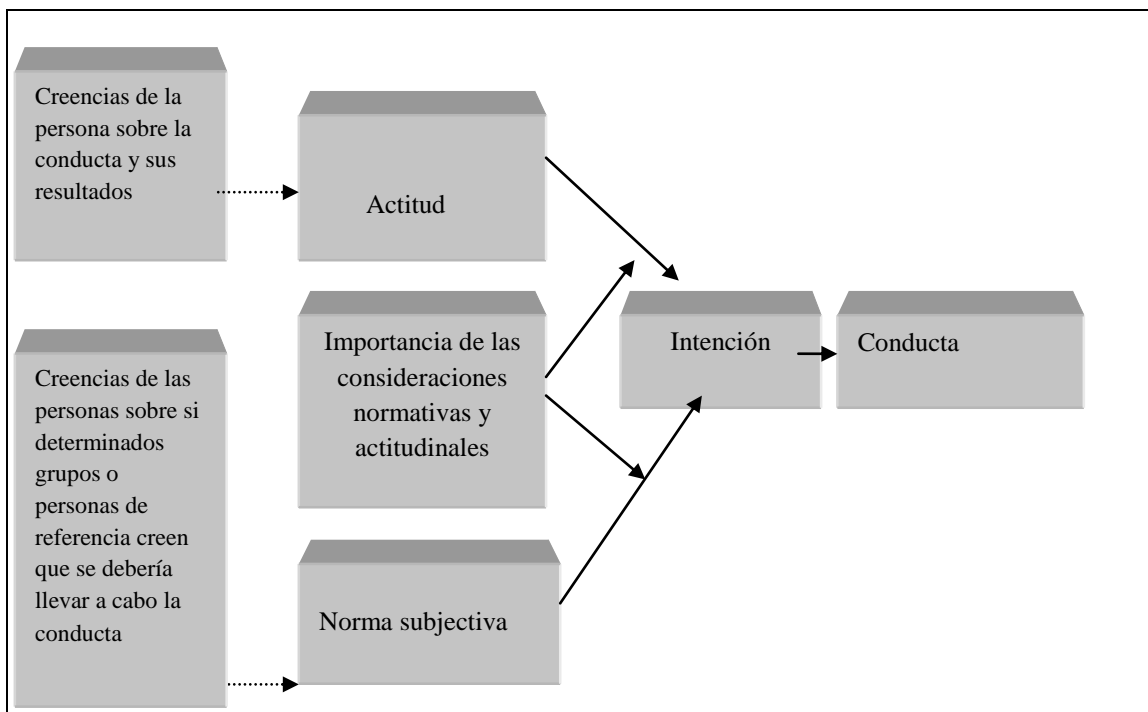 Creencias de la
persona sobre la
conducta y sus
resultados
Actitud
Importancia de las
consideraciones
normativas y
actitudinales
Intención
Conducta
Creencias de las
personas sobre si
determinados
grupos o
personas de
referencia creen
que se debería
llevar a cabo la
conducta
Norma subjectiva